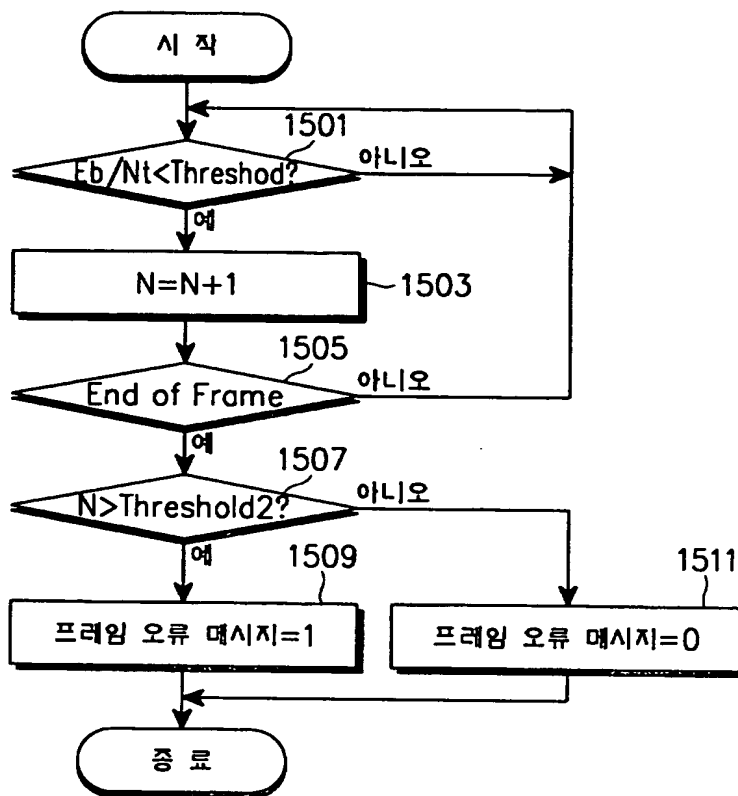 시 작
1501
Eb/Nt<Threshod?
아니오
예
N=N+1
1503
1505
End of Frame
아니오
예
1507
N>Threshold2?
아니오
예
1509
1511
프레임 오류 메시지=1
프레임 오류 메시지=0
종 료